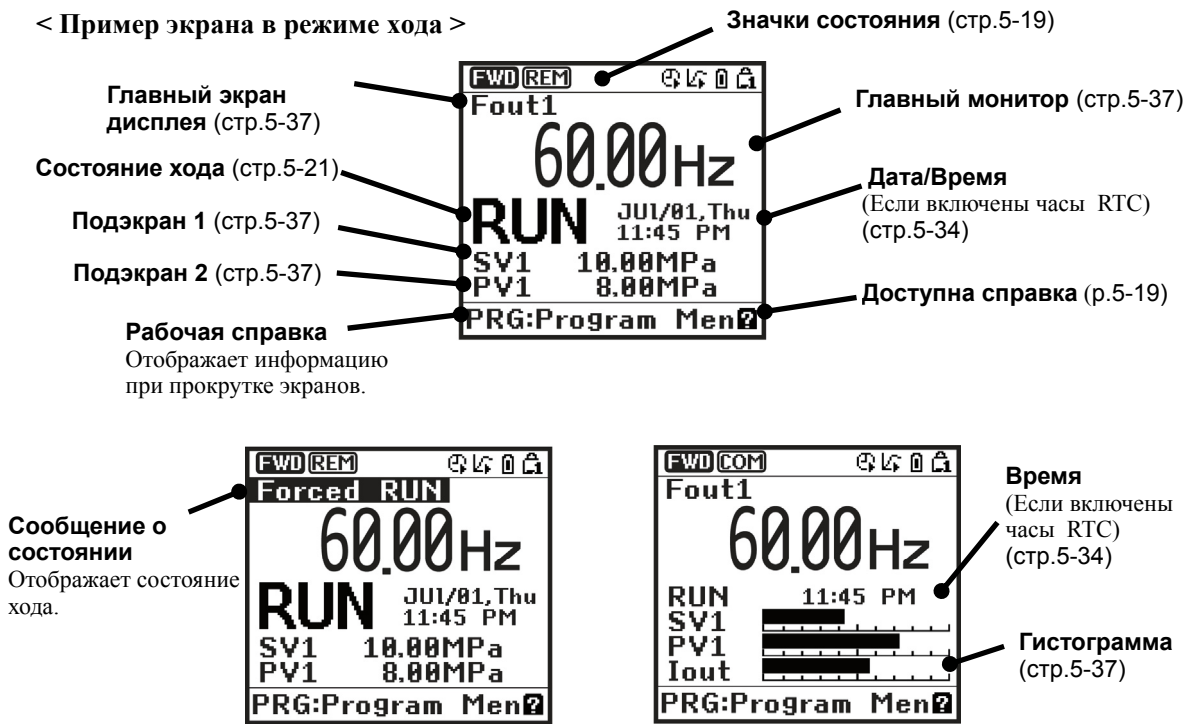 < Пример экрана в режиме хода >
Значки состояния (стр.5-19)
Главный экран
дисплея (стр.5-37)
Состояние хода (стр.5-21)
Подэкран 1 (стр.5-37)
Подэкран 2 (стр.5-37)
Рабочая справка
Отображает информацию
при прокрутке экранов.
FWD REM
Fout1
60.00Hz
RUN
JUl/01,Thu
11:45 PM
SV1 10.00MPa
PV1 8.00MPa
PRG:Program Men?
Главный монитор (стр.5-37)
Дата/Время
(Если включены часы RTC)
(стр.5-34)
Доступна справка (р.5-19)
Сообщение о
состоянии
Отображает состояние
хода.
FWD REM
Forced RUN
60.00Hz
RUN
JUl/01,Thu
11:45 PM
SV1 10.00MPa
PV1 8.00MPa
PRG:Program Men?
FWD COM
Fout1
60.00Hz
RUN 11:45 PM
SV1
PV1
Iout
PRG:Program Men?
Время
(Если включены
часы RTC)
(стр.5-34)
Гистограмма
(стр.5-37)